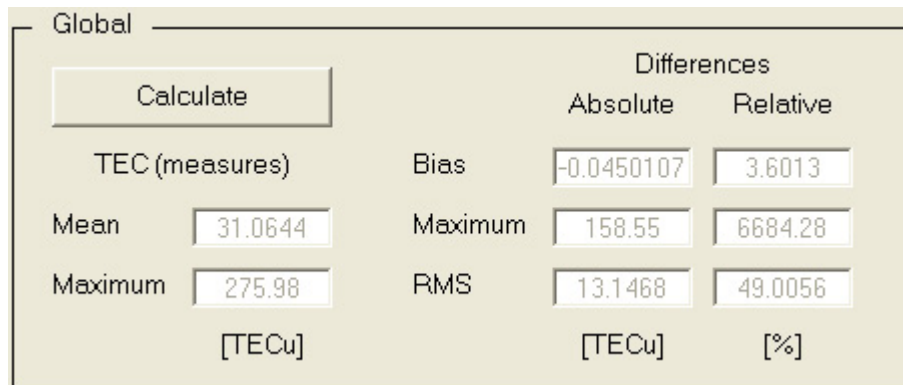 Global
Differences
Calculate Absolute Relative
TEC (measures) Bias -0.0450107 3.6013
Mean 31.0644 Maximum 158.55 6684.28
Maximum 275.98 RMS 13.1468 49.0056
[TECu] [TECu] [%]